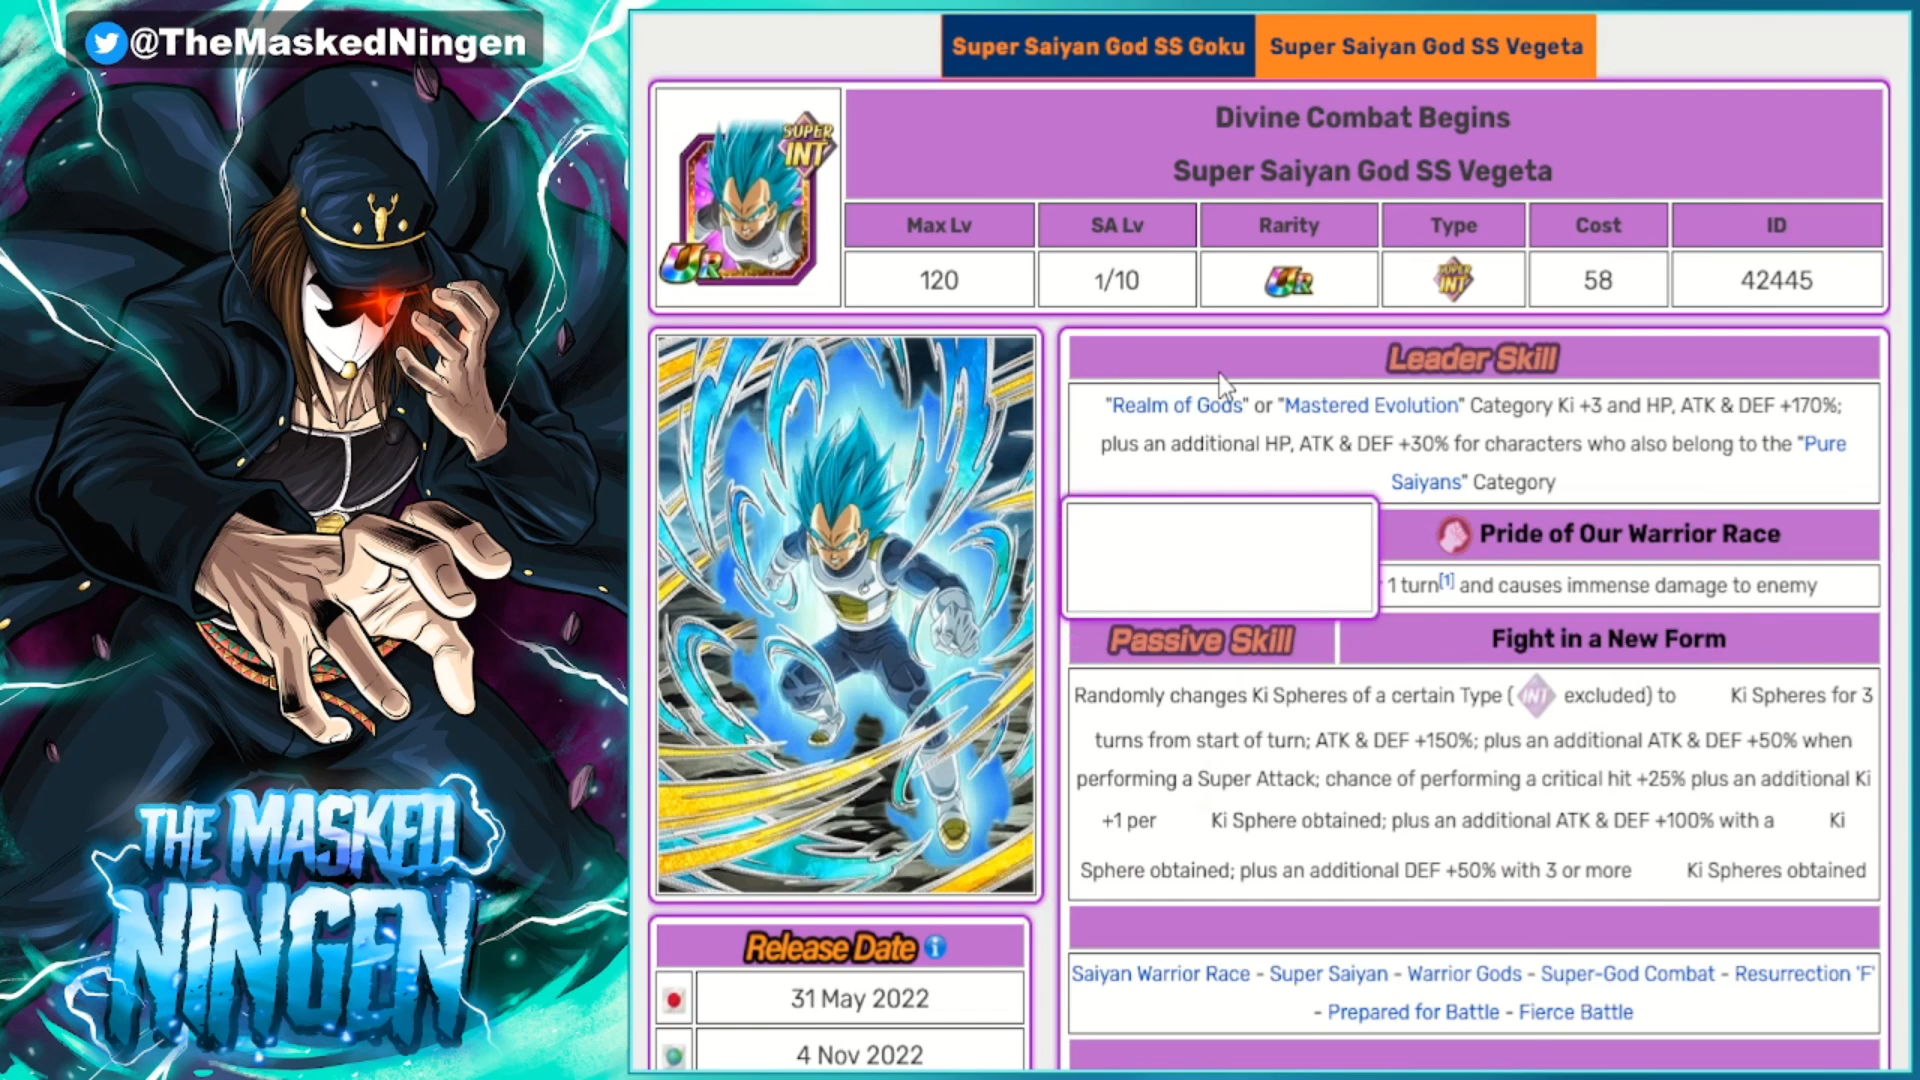 @TheMaskedNingen
THE MASKED
NINGEN
Super Saiyan God SS Goku
Super Saiyan God SS Vegeta
Divine Combat Begins
Super Saiyan God SS Vegeta
SUPER
INT
UR
Max Lv
SA Lv
Rarity
Type
Cost
ID
120
1/10
UR
SUPER
INT
58
42445
Leader Skill
"Realm of Gods" or "Mastered Evolution" Category Ki +3 and HP, ATK & DEF +170%;
plus an additional HP, ATK & DEF +30% for characters who also belong to the "Pure
Saiyans" Category
Pride of Our Warrior Race
1 turn[1] and causes immense damage to enemy
Passive Skill
Fight in a New Form
Randomly changes Ki Spheres of a certain Type ( INT excluded) to Ki Spheres for 3
turns from start of turn; ATK & DEF +150%; plus an additional ATK & DEF +50% when
performing a Super Attack; chance of performing a critical hit +25% plus an additional Ki
+1 per Ki Sphere obtained; plus an additional ATK & DEF +100% with a Ki
Sphere obtained; plus an additional DEF +50% with 3 or more Ki Spheres obtained
Saiyan Warrior Race - Super Saiyan - Warrior Gods - Super-God Combat - Resurrection 'F'
- Prepared for Battle - Fierce Battle
Release Date
31 May 2022
4 Nov 2022